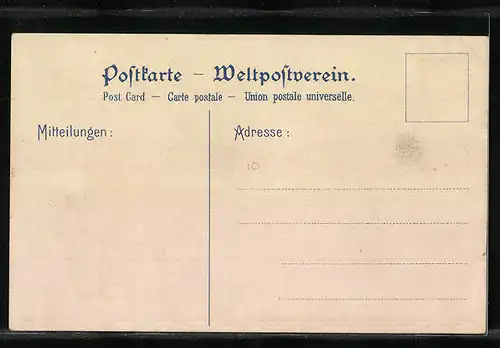 Postkarte – Weltpostverein.
Post Card — Carte postale — Union postale universelle.
Mitteilungen:
Adresse:
10